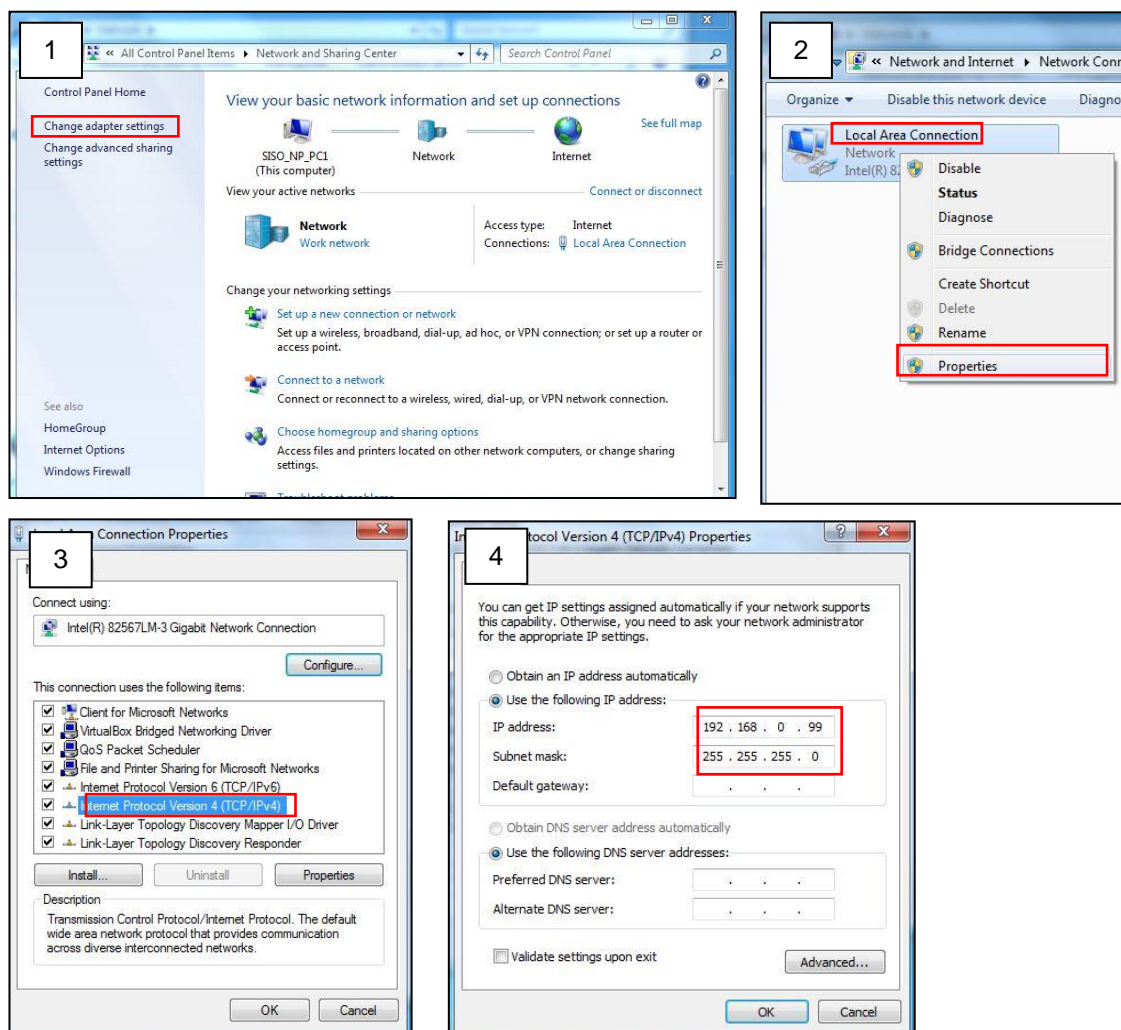 1
« All Control Panel Items ▸ Network and Sharing Center
Search Control Panel
Control Panel Home
Change adapter settings
Change advanced sharing
settings
See also
HomeGroup
Internet Options
Windows Firewall
View your basic network information and set up connections
See full map
SISO_NP_PC1
(This computer)
Network
Internet
View your active networks
Connect or disconnect
Network
Work network
Access type: Internet
Connections: Local Area Connection
Change your networking settings
Set up a new connection or network
Set up a wireless, broadband, dial-up, ad hoc, or VPN connection; or set up a router or
access point.
Connect to a network
Connect or reconnect to a wireless, wired, dial-up, or VPN network connection.
Choose homegroup and sharing options
Access files and printers located on other network computers, or change sharing
settings.
Troubleshoot problems
2
« Network and Internet ▸ Network Conn
Organize Disable this network device Diagno
Local Area Connection
Network
Intel(R) 8
Disable
Status
Diagnose
Bridge Connections
Create Shortcut
Delete
Rename
Properties
3
Connection Properties
Connect using:
Intel(R) 82567LM-3 Gigabit Network Connection
Configure...
This connection uses the following items:
Client for Microsoft Networks
VirtualBox Bridged Networking Driver
QoS Packet Scheduler
File and Printer Sharing for Microsoft Networks
Internet Protocol Version 6 (TCP/IPv6)
Internet Protocol Version 4 (TCP/IPv4)
Link-Layer Topology Discovery Mapper I/O Driver
Link-Layer Topology Discovery Responder
Install... Uninstall Properties
Description
Transmission Control Protocol/Internet Protocol. The default
wide area network protocol that provides communication
across diverse interconnected networks.
OK Cancel
4
In tocol Version 4 (TCP/IPv4) Properties
You can get IP settings assigned automatically if your network supports
this capability. Otherwise, you need to ask your network administrator
for the appropriate IP settings.
Obtain an IP address automatically
Use the following IP address:
IP address: 192 . 168 . 0 . 99
Subnet mask: 255 . 255 . 255 . 0
Default gateway: . . .
Obtain DNS server address automatically
Use the following DNS server addresses:
Preferred DNS server: . . .
Alternate DNS server: . . .
Validate settings upon exit
Advanced...
OK Cancel